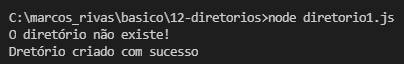 C:\marcos_rivas\basico\12-diretorios>node diretorio1.js
O diretório não existe!
Dretório criado com sucesso